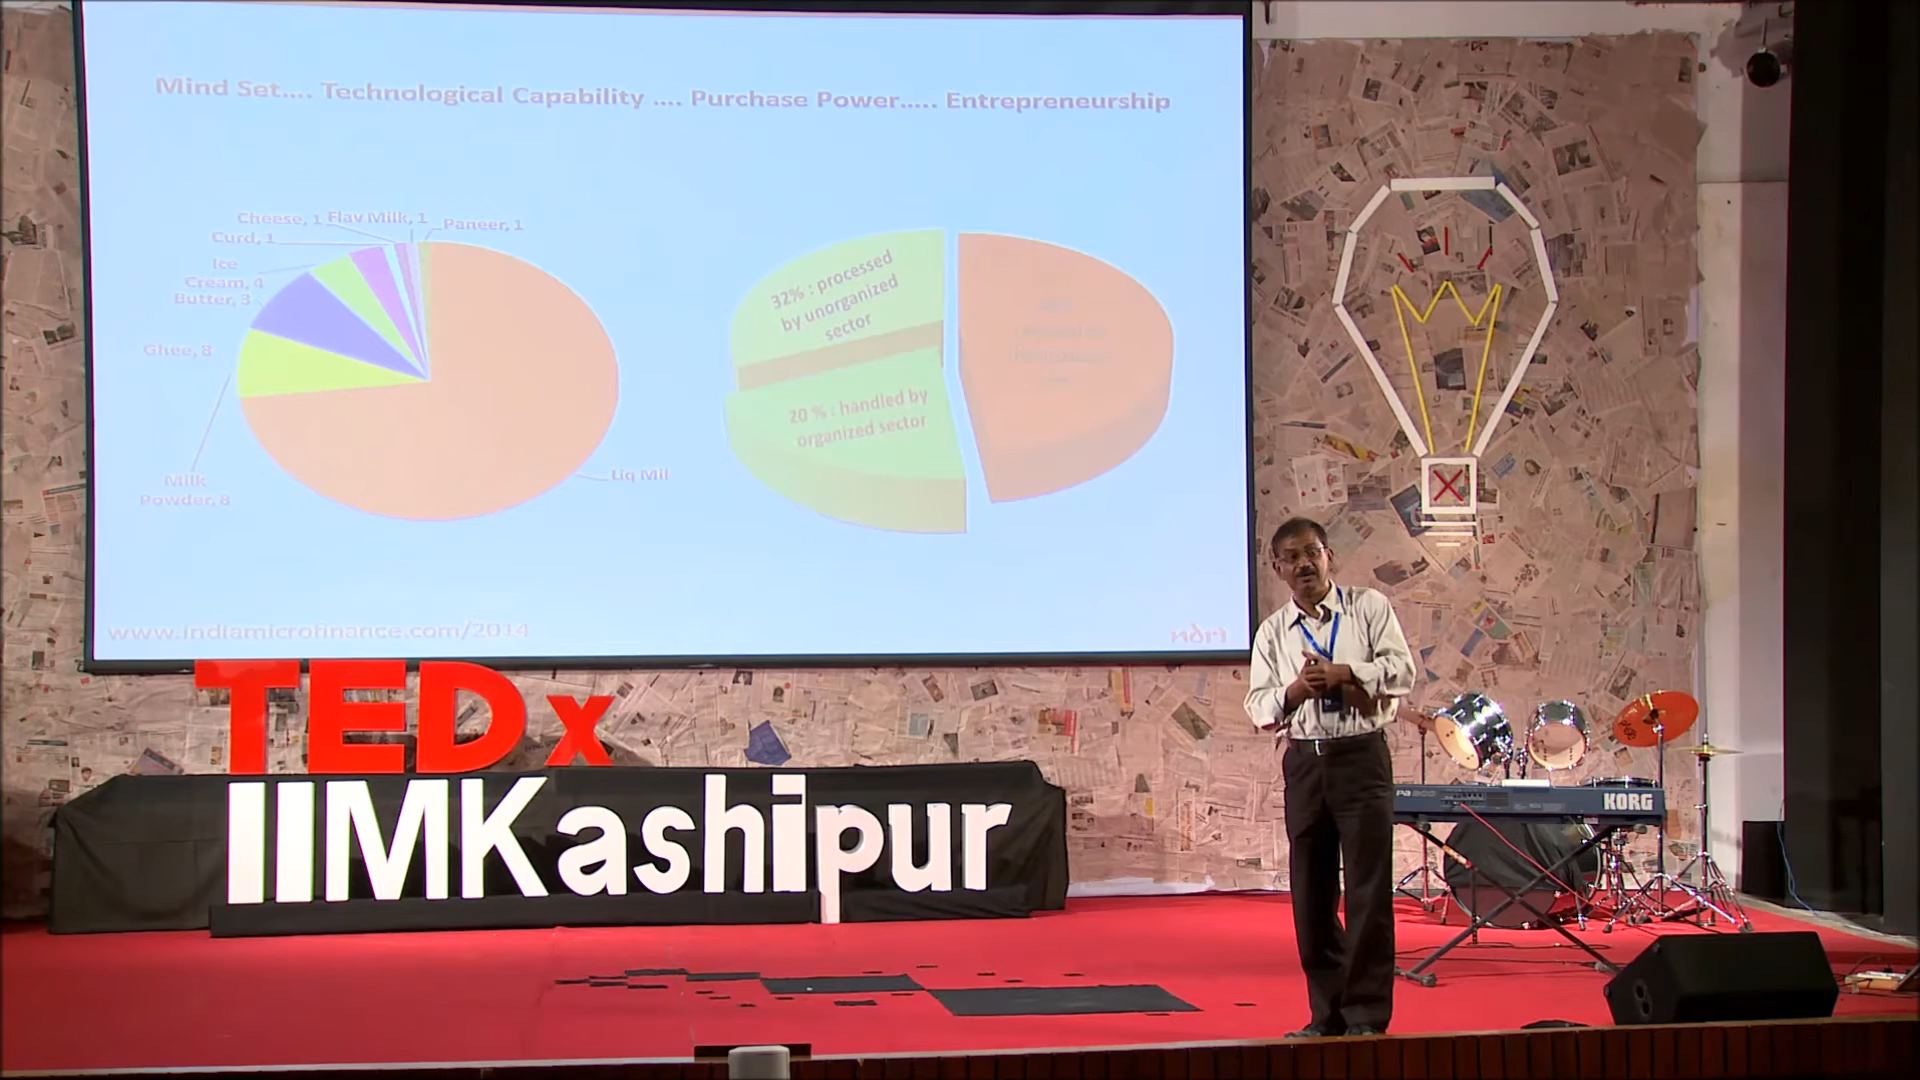 Mind Set.... Technological Capability .... Purchase Power..... Entrepreneurship
Cheese, 1
Flav Milk, 1
Paneer, 1
Curd, 1
Ice
Cream, 4
Butter, 3
Ghee, 8
Milk
Powder, 8
Liq Mil
32% : processed
by unorganized
sector
20 % : handled by
organized sector
www.indiamicrofinance.com/2014
ndri
TEDx
IIMKashipur
KORG